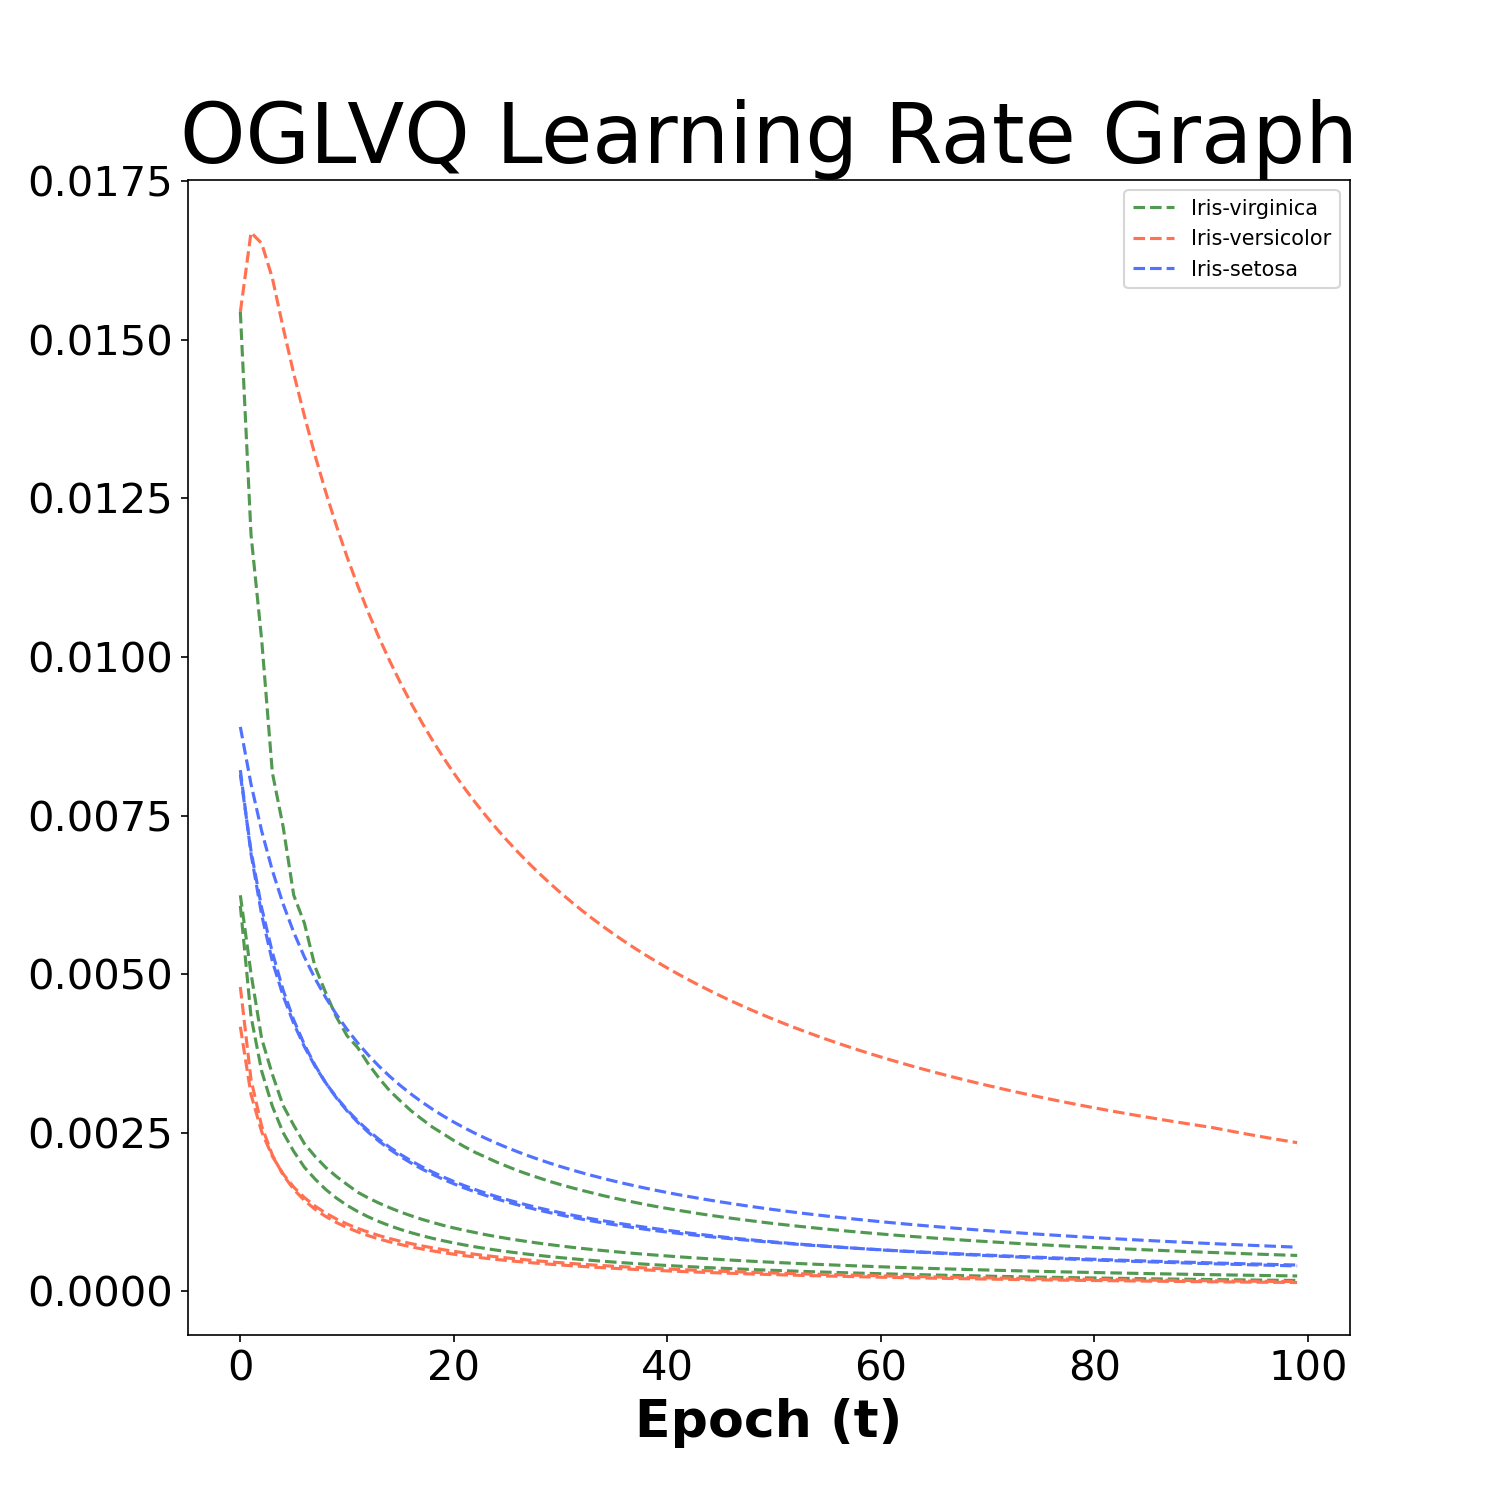 OGLVQ Learning Rate Graph
0.0175
0.0150
0.0125
0.0100
0.0075
0.0050
0.0025
0.0000
Iris-virginica
Iris-versicolor
Iris-setosa
0 20 40 60 80 100
Epoch (t)